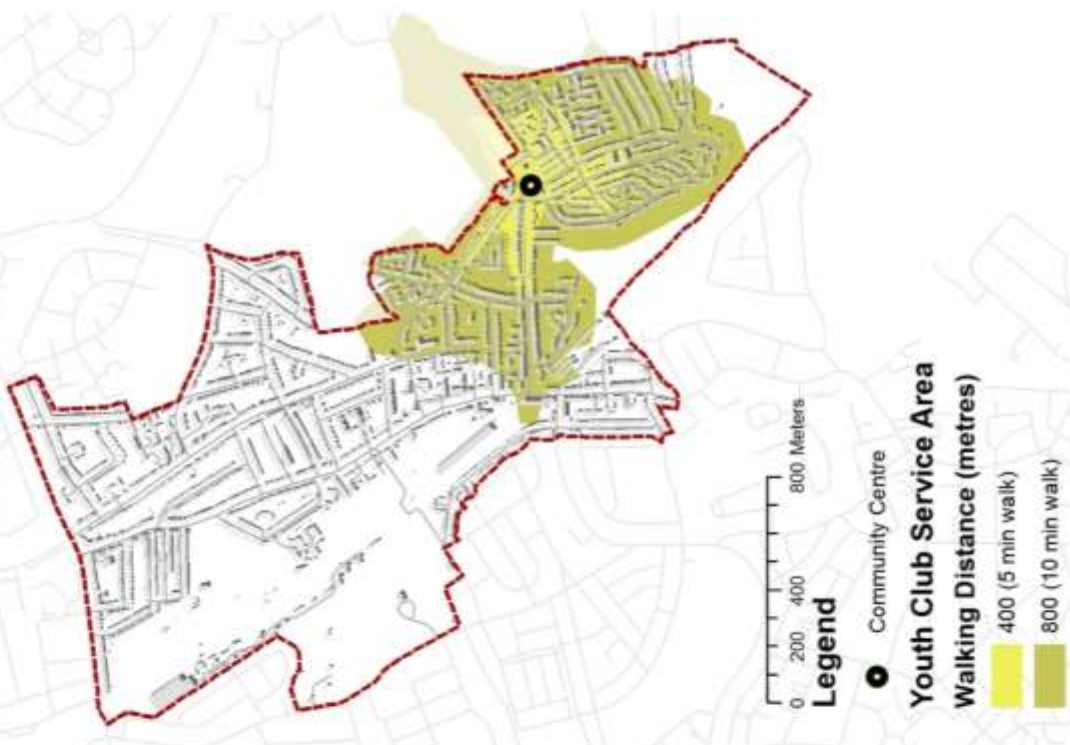 0 200 400 800 Meters
Legend
Community Centre
Youth Club Service Area
Walking Distance (metres)
400 (5 min walk)
800 (10 min walk)